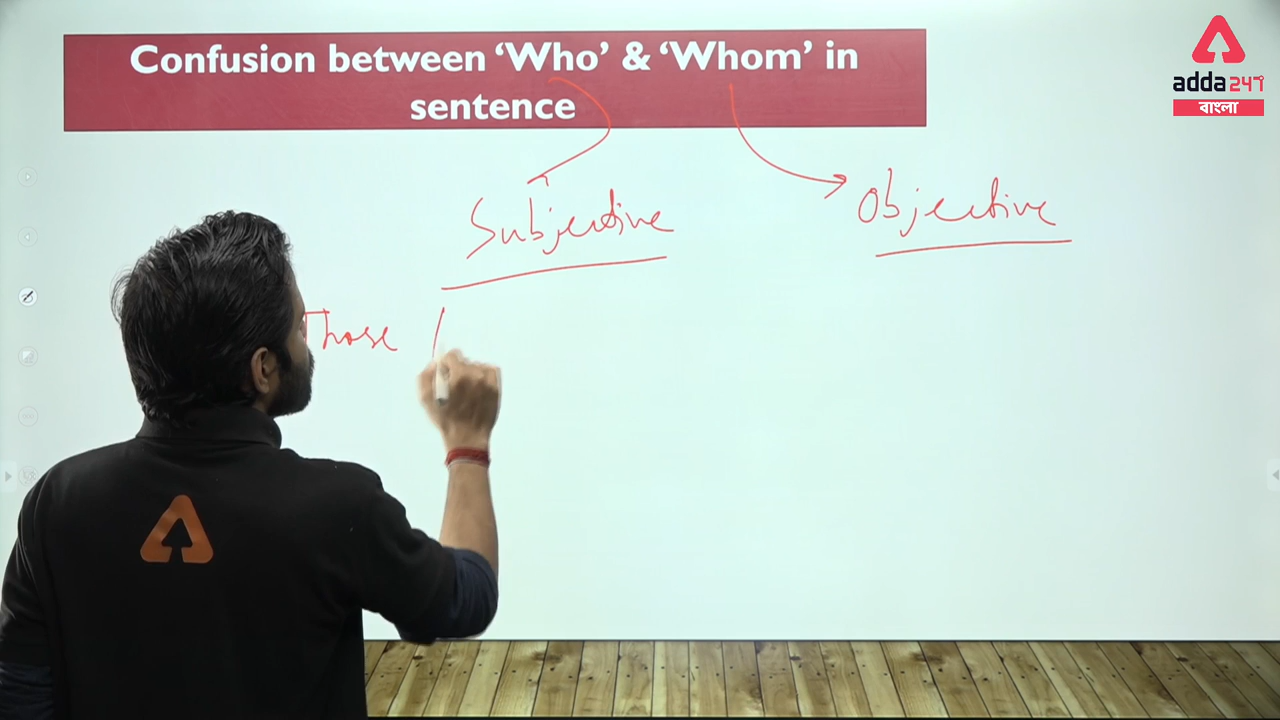 Confusion between ‘Who’ & ‘Whom’ in
sentence
adda247
বাংলা
Subjective
Objective
Those